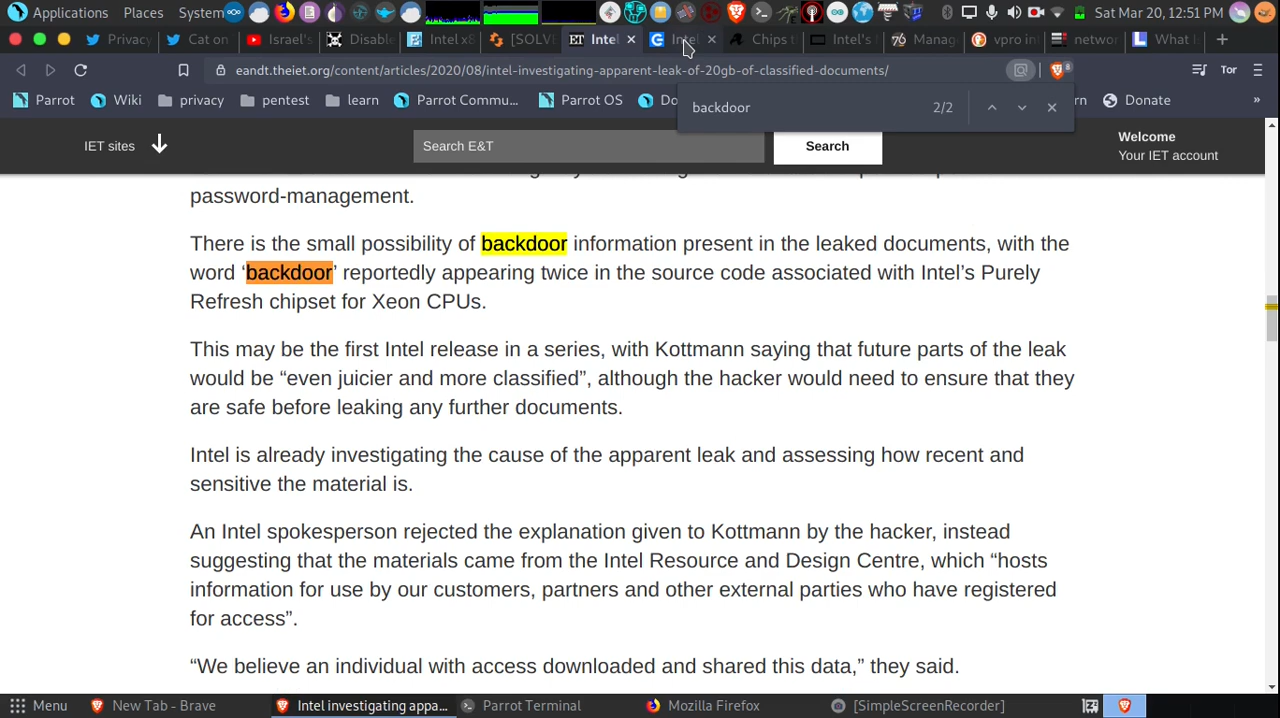 Applications Places System Sat Mar 20, 12:51 PM
Privacy Twitter Cat on Israel's Disable Intel x8 [SOLVE Intel Intel Chips t Intel's Manag vpro in networ What I
eandt.theiet.org/content/articles/2020/08/intel-investigating-apparent-leak-of-20gb-of-classified-documents/ Tor 8
Parrot Wiki privacy pentest learn Parrot Commu... Parrot OS Do rn Donate »
backdoor 2/2
IET sites Search E&T Search Welcome
Your IET account
password-management.
There is the small possibility of backdoor information present in the leaked documents, with the
word ‘backdoor’ reportedly appearing twice in the source code associated with Intel’s Purely
Refresh chipset for Xeon CPUs.
This may be the first Intel release in a series, with Kottmann saying that future parts of the leak
would be “even juicier and more classified”, although the hacker would need to ensure that they
are safe before leaking any further documents.
Intel is already investigating the cause of the apparent leak and assessing how recent and
sensitive the material is.
An Intel spokesperson rejected the explanation given to Kottmann by the hacker, instead
suggesting that the materials came from the Intel Resource and Design Centre, which “hosts
information for use by our customers, partners and other external parties who have registered
for access”.
“We believe an individual with access downloaded and shared this data,” they said.
Menu New Tab - Brave Intel investigating appa... Parrot Terminal Mozilla Firefox [SimpleScreenRecorder]